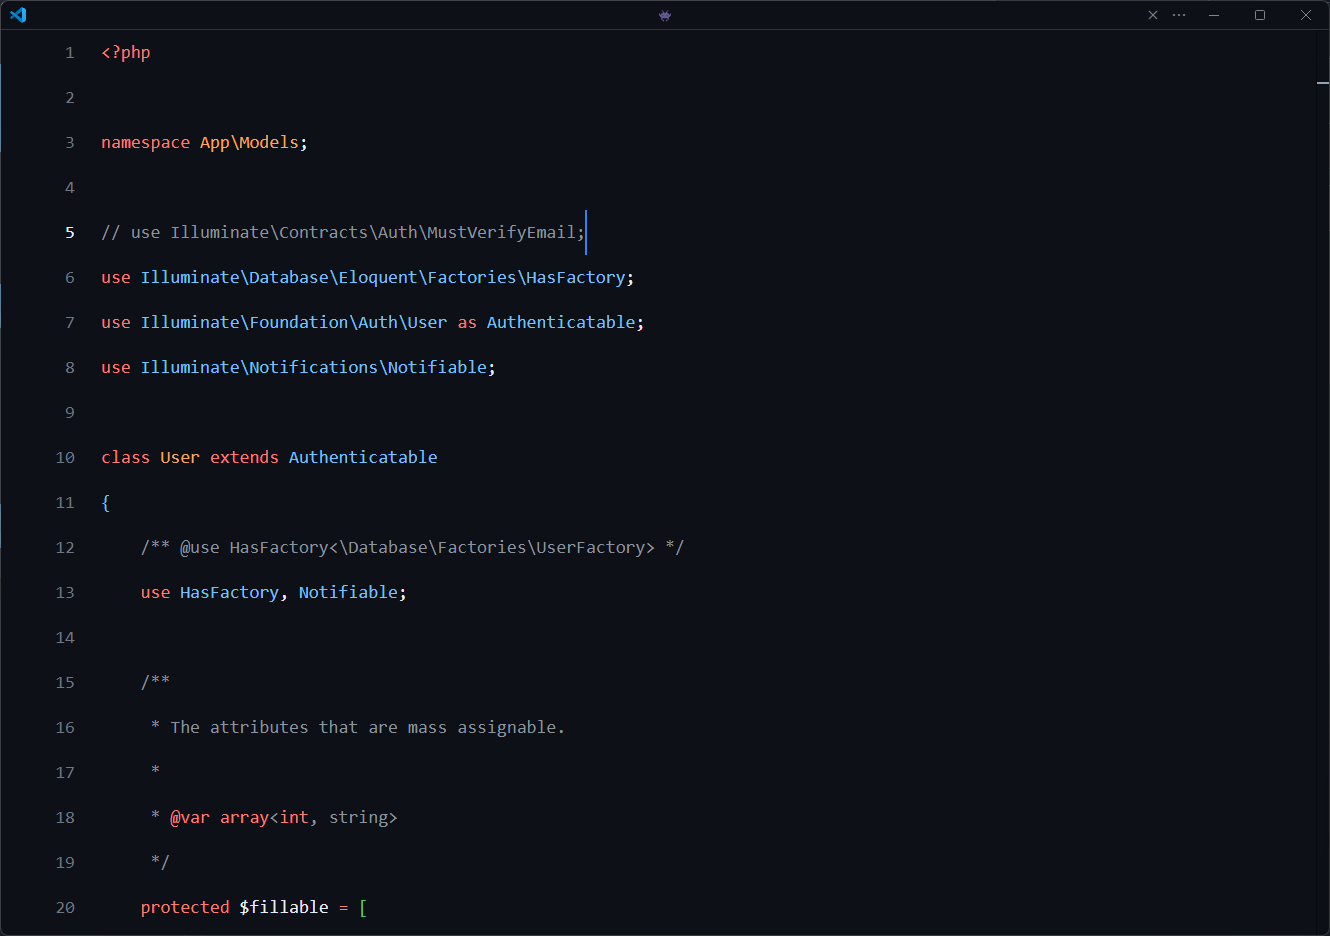 1 <?php
2
3 namespace App\Models;
4
5 // use Illuminate\Contracts\Auth\MustVerifyEmail;
6 use Illuminate\Database\Eloquent\Factories\HasFactory;
7 use Illuminate\Foundation\Auth\User as Authenticatable;
8 use Illuminate\Notifications\Notifiable;
9
10 class User extends Authenticatable
11 {
12     /** @use HasFactory<\Database\Factories\UserFactory> */
13     use HasFactory, Notifiable;
14
15     /**
16      * The attributes that are mass assignable.
17      *
18      * @var array<int, string>
19      */
20     protected $fillable = [